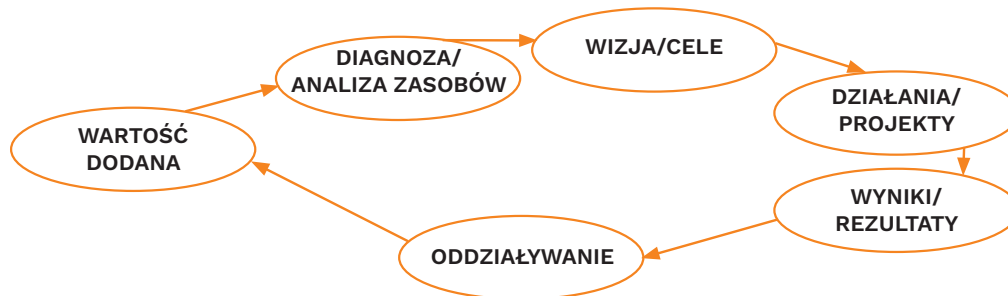 DIAGNOZA/
ANALIZA ZASOBÓW
WIZJA/CELE
DZIAŁANIA/
PROJEKTY
WYNIKI/
REZULTATY
ODDZIAŁYWANIE
WARTOŚĆ
DODANA